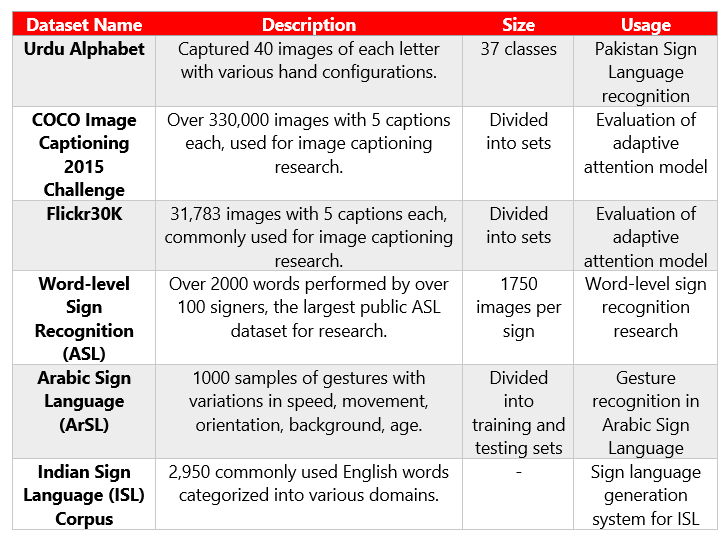 Dataset Name Description Size Usage
Urdu Alphabet Captured 40 images of each letter 37 classes Pakistan Sign
with various hand configurations. Language
recognition
COCO Image Over 330,000 images with 5 captions Divided Evaluation of
Captioning each, used for image captioning into sets adaptive
2015 research. attention model
Challenge
Flickr30K 31,783 images with 5 captions each, Divided Evaluation of
commonly used for image captioning into sets adaptive
research. attention model
Word-level Over 2000 words performed by over 1750 Word-level sign
Sign 100 signers, the largest public ASL images per recognition
Recognition dataset for research. sign research
(ASL)
Arabic Sign 1000 samples of gestures with Divided Gesture
Language variations in speed, movement, into recognition in
(ArSL) orientation, background, age. training and Arabic Sign
testing sets Language
Indian Sign 2,950 commonly used English words - Sign language
Language (ISL) categorized into various domains. generation
Corpus system for ISL